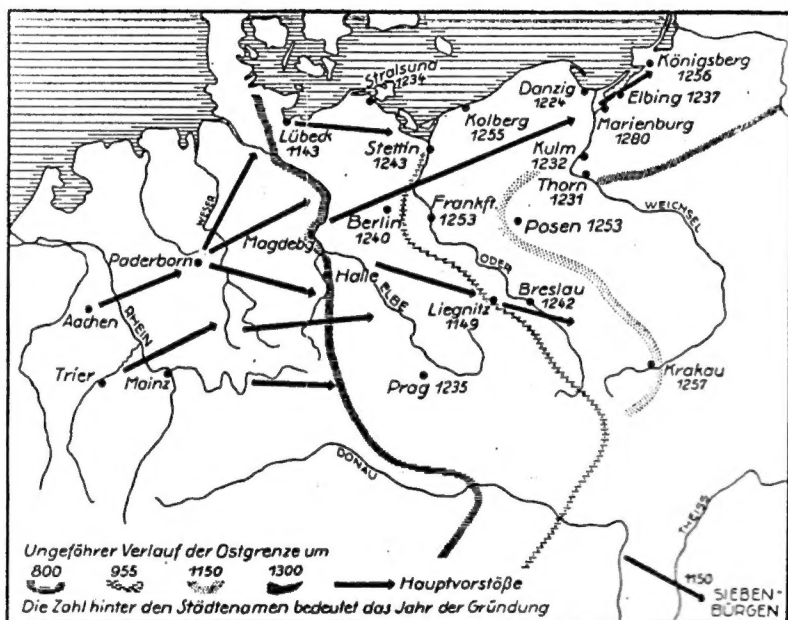 Stralsund
1234
Lübeck
1143
Stettin
1243
Kolberg
1255
Danzig
1224
Königsberg
1256
Elbing 1237
Marienburg
1280
Kulm
1232
Thorn
1231
WEICHSEL
WESER
Berlin
1240
Frankft.
1253
Posen 1253
Magdebg
Paderborn
Halle
ODER
ELBE
Liegnitz
1149
Breslau
1242
Aachen
RHEIN
Trier
Mainz
Prag 1235
Krakau
1257
DONAU
THEISS
1150
SIEBEN-
BÜRGEN
Ungefährer Verlauf der Ostgrenze um
800 955 1150 1300 Hauptvorstöße
Die Zahl hinter den Städtenamen bedeutet das Jahr der Gründung